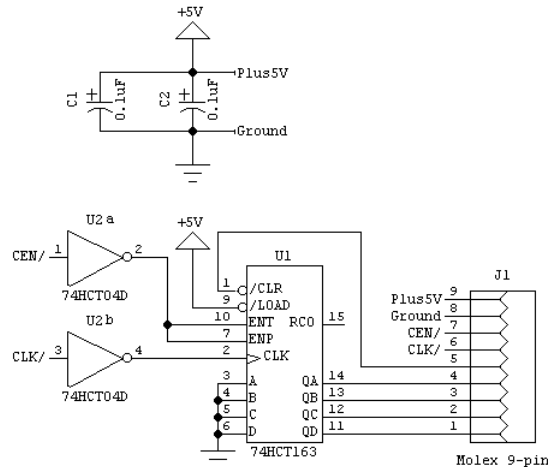 +5V
Plus5V
C1
0.1uF
C2
0.1uF
Ground
U2a
CEN/ 1 2
74HCT04D
U2b
CLK/ 3 4
74HCT04D
+5V
U1
1 /CLR
9 /LOAD
10 ENT RCO 15
7 ENP
2 CLK
3 A QA 14
4 B QB 13
5 C QC 12
6 D QD 11
74HCT163
J1
Plus5V 9
Ground 8
CEN/ 7
CLK/ 6
5
4
3
2
1
Molex 9-pin